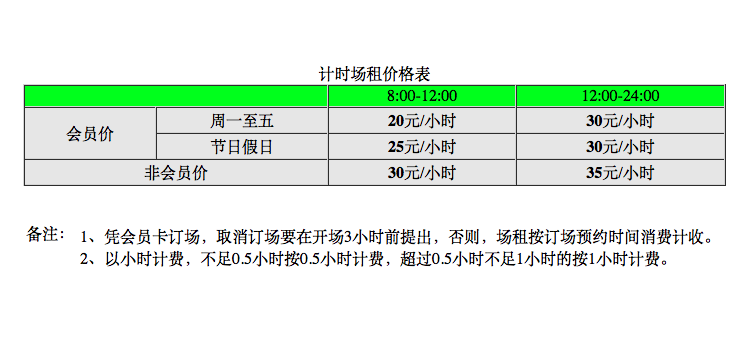 计时场租价格表
8:00-12:00 12:00-24:00
会员价 周一至五 20元/小时 30元/小时
节日假日 25元/小时 30元/小时
非会员价 30元/小时 35元/小时
备注： 1、凭会员卡订场，取消订场要在开场3小时前提出，否则，场租按订场预约时间消费计收。
2、以小时计费，不足0.5小时按0.5小时计费，超过0.5小时不足1小时的按1小时计费。